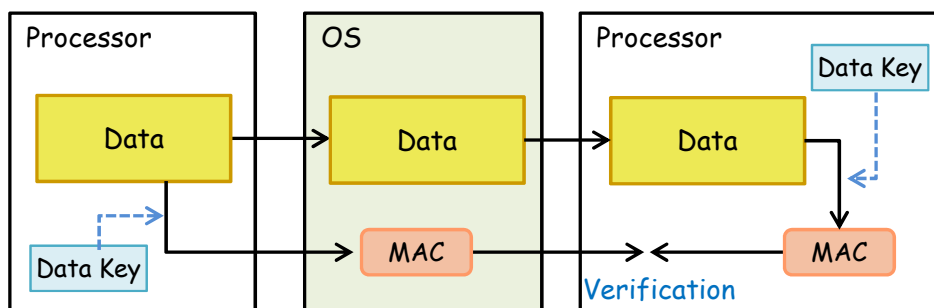 Processor
OS
Processor
Data Key
Data
Data
Data
Data Key
MAC
MAC
Verification